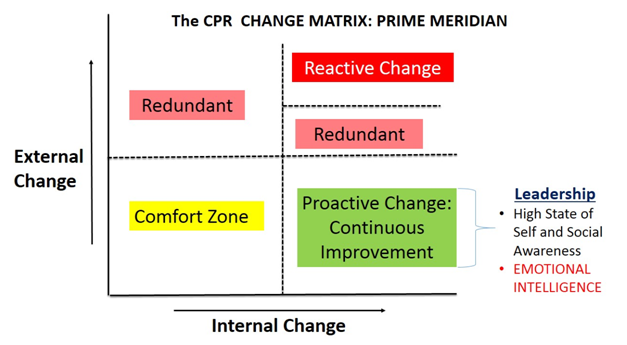 The CPR CHANGE MATRIX: PRIME MERIDIAN
Reactive Change
Redundant
Redundant
External
Change
Comfort Zone
Proactive Change:
Continuous
Improvement
Leadership
• High State of
Self and Social
Awareness
• EMOTIONAL
INTELLIGENCE
Internal Change